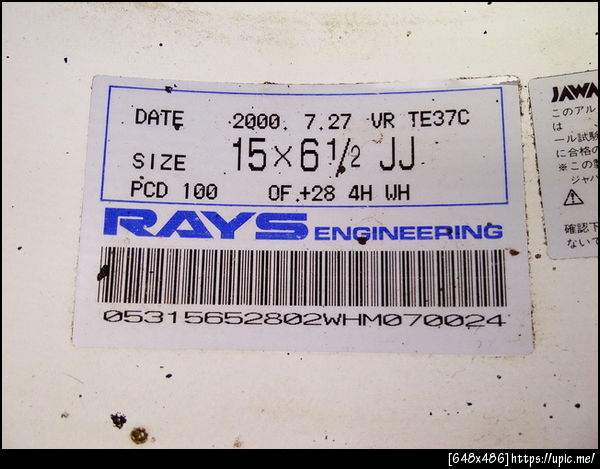 DATE 2000. 7.27 VR TE37C
SIZE 15×6 1/2 JJ
PCD 100 OF.+28 4H WH
RAYS ENGINEERING
05315652802WHM070024
JAWA
このアル
は
ール試験
に合格の
※この製
ジャパ
確認下
ないで
[648x486]https://upic.me/